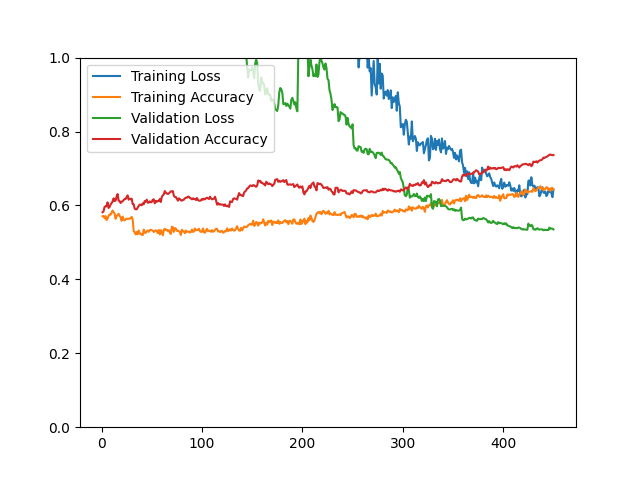 1.0
0.8
0.6
0.4
0.2
0.0
0 100 200 300 400
Training Loss
Training Accuracy
Validation Loss
Validation Accuracy